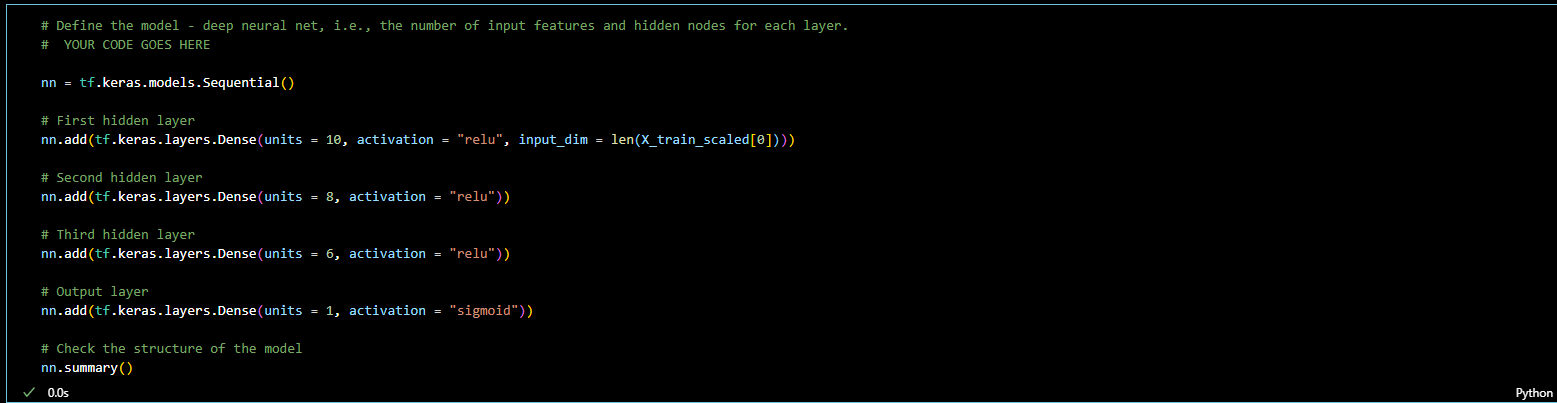 # Define the model - deep neural net, i.e., the number of input features and hidden nodes for each layer.
#  YOUR CODE GOES HERE
nn = tf.keras.models.Sequential()
# First hidden layer
nn.add(tf.keras.layers.Dense(units = 10, activation = "relu", input_dim = len(X_train_scaled[0])))
# Second hidden layer
nn.add(tf.keras.layers.Dense(units = 8, activation = "relu"))
# Third hidden layer
nn.add(tf.keras.layers.Dense(units = 6, activation = "relu"))
# Output layer
nn.add(tf.keras.layers.Dense(units = 1, activation = "sigmoid"))
# Check the structure of the model
nn.summary()
✓ 0.0s
Python